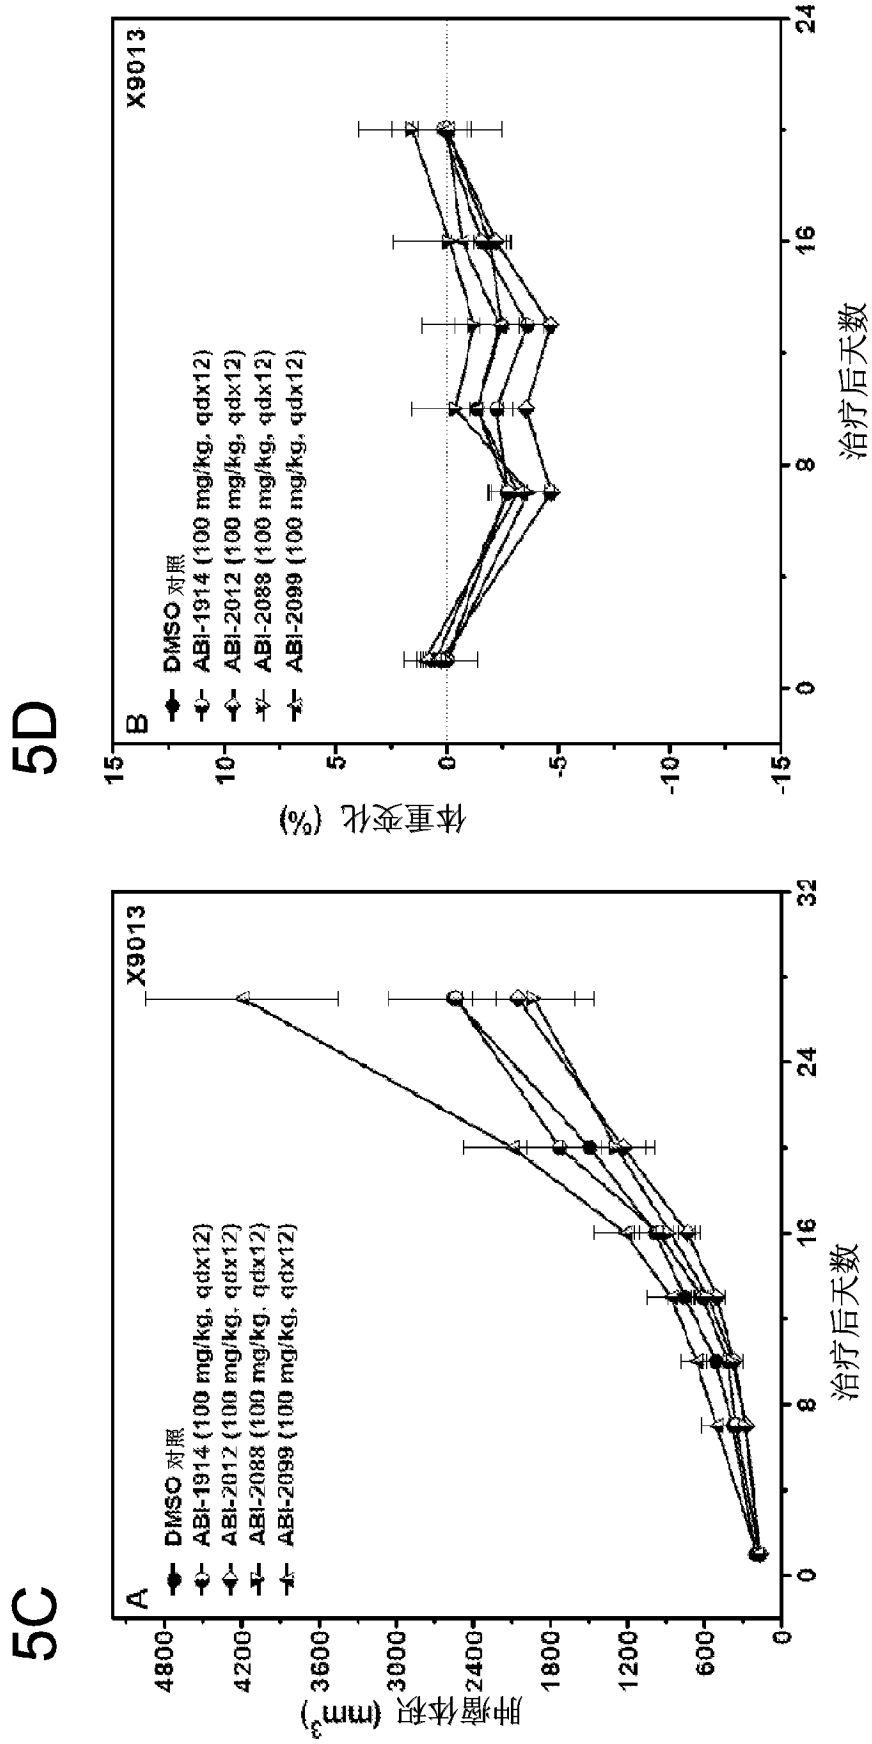 5C
A
X9013
DMSO 对照
ABI-1914 (100 mg/kg, qdx12)
ABI-2012 (100 mg/kg, qdx12)
ABI-2088 (100 mg/kg, qdx12)
ABI-2099 (100 mg/kg, qdx12)
肿瘤体积 (mm³)
4800
4200
3600
3000
2400
1800
1200
600
0
0
8
16
24
32
治疗后天数
5D
B
X9013
DMSO 对照
ABI-1914 (100 mg/kg, qdx12)
ABI-2012 (100 mg/kg, qdx12)
ABI-2088 (100 mg/kg, qdx12)
ABI-2099 (100 mg/kg, qdx12)
体重变化 (%)
15
10
5
0
-5
-10
-15
0
8
16
24
治疗后天数